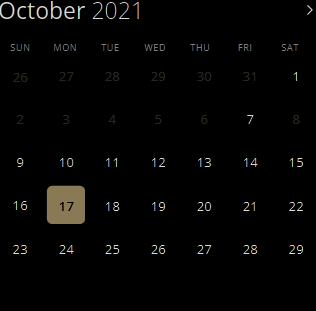 October 2021
SUN MON TUE WED THU FRI SAT
26 27 28 29 30 31 1
2 3 4 5 6 7 8
9 10 11 12 13 14 15
16 17 18 19 20 21 22
23 24 25 26 27 28 29